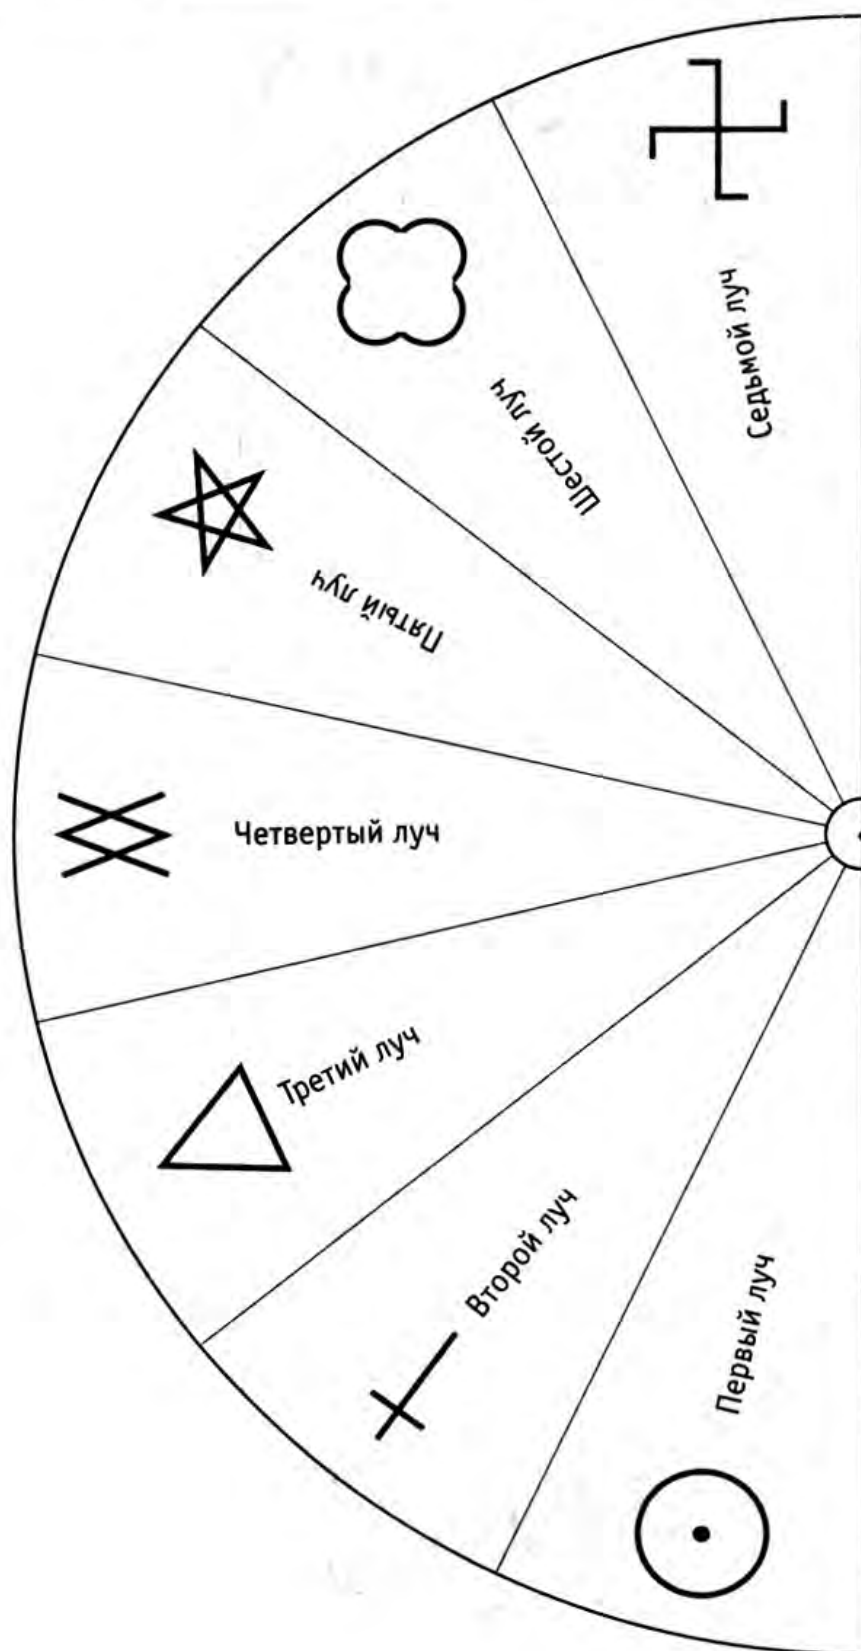 Седьмой луч
Шестой луч
Пятый луч
Четвертый луч
Третий луч
Второй луч
Первый луч